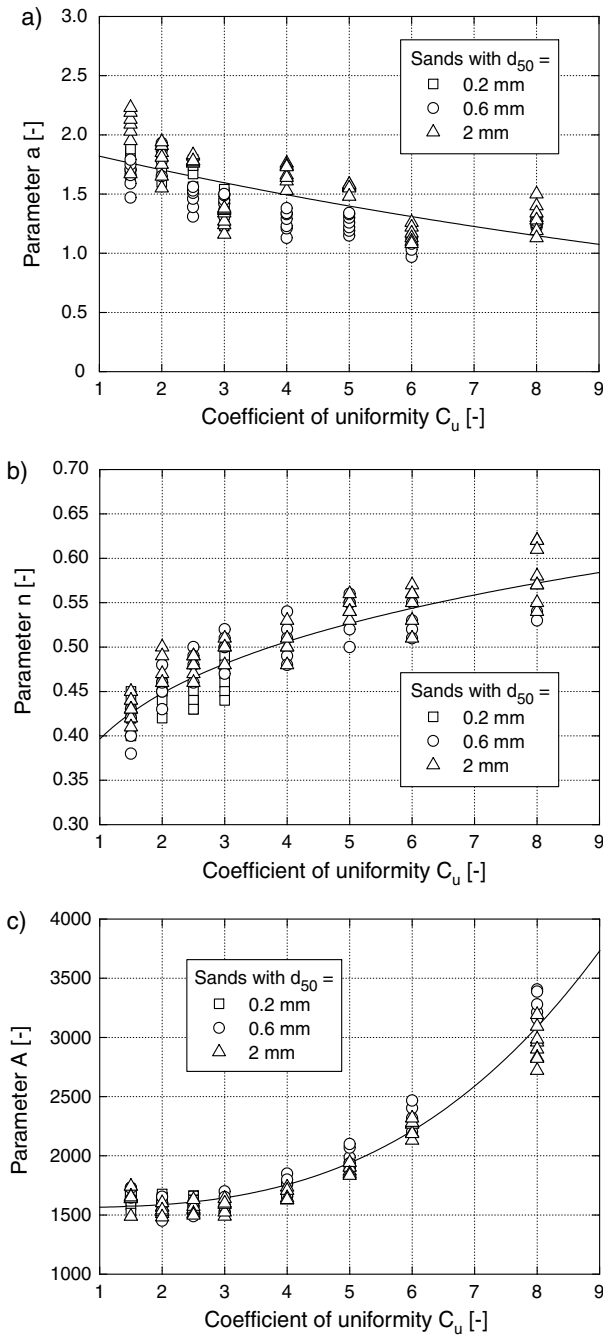 a)
3.0
2.5
2.0
1.5
1.0
0.5
0
Parameter a [-]
Sands with d50 =
0.2 mm
0.6 mm
2 mm
1 2 3 4 5 6 7 8 9
Coefficient of uniformity Cu [-]
b)
0.70
0.65
0.60
0.55
0.50
0.45
0.40
0.35
0.30
Parameter n [-]
Sands with d50 =
0.2 mm
0.6 mm
2 mm
1 2 3 4 5 6 7 8 9
Coefficient of uniformity Cu [-]
c)
4000
3500
3000
2500
2000
1500
1000
Parameter A [-]
Sands with d50 =
0.2 mm
0.6 mm
2 mm
1 2 3 4 5 6 7 8 9
Coefficient of uniformity Cu [-]